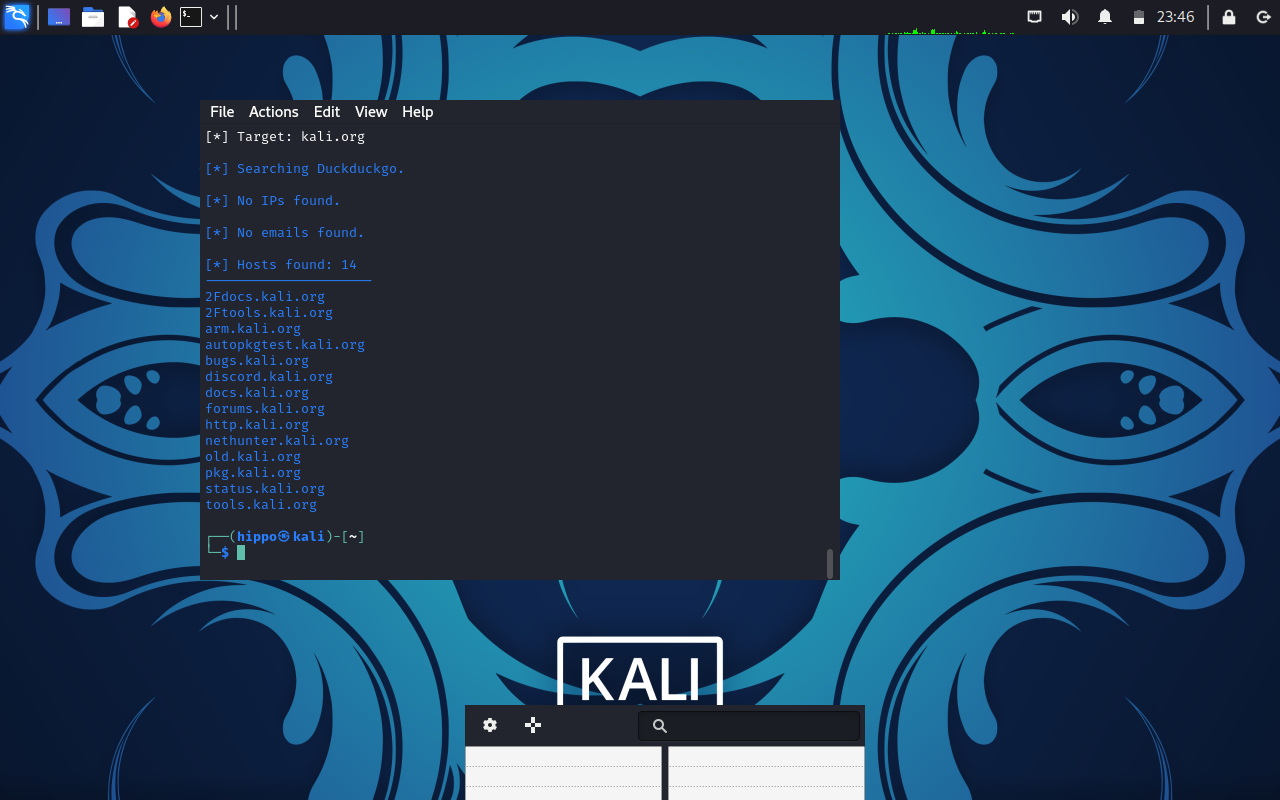 23:46
File Actions Edit View Help
[*] Target: kali.org
[*] Searching Duckduckgo.
[*] No IPs found.
[*] No emails found.
[*] Hosts found: 14
2Fdocs.kali.org
2Ftools.kali.org
arm.kali.org
autopkgtest.kali.org
bugs.kali.org
discord.kali.org
docs.kali.org
forums.kali.org
http.kali.org
nethunter.kali.org
old.kali.org
pkg.kali.org
status.kali.org
tools.kali.org
┌──(hippo㉿kali)-[~]
└─$
KALI